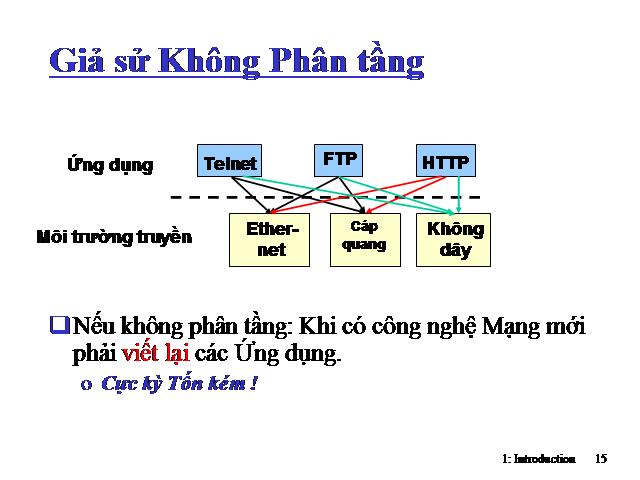 Giả sử Không Phân tầng
Ứng dụng
Telnet
FTP
HTTP
Môi trường truyền
Ether-
net
Cáp
quang
Không
dây
Nếu không phân tầng: Khi có công nghệ Mạng mới
phải viết lại các Ứng dụng.
o Cực kỳ Tốn kém !
1: Introduction 15